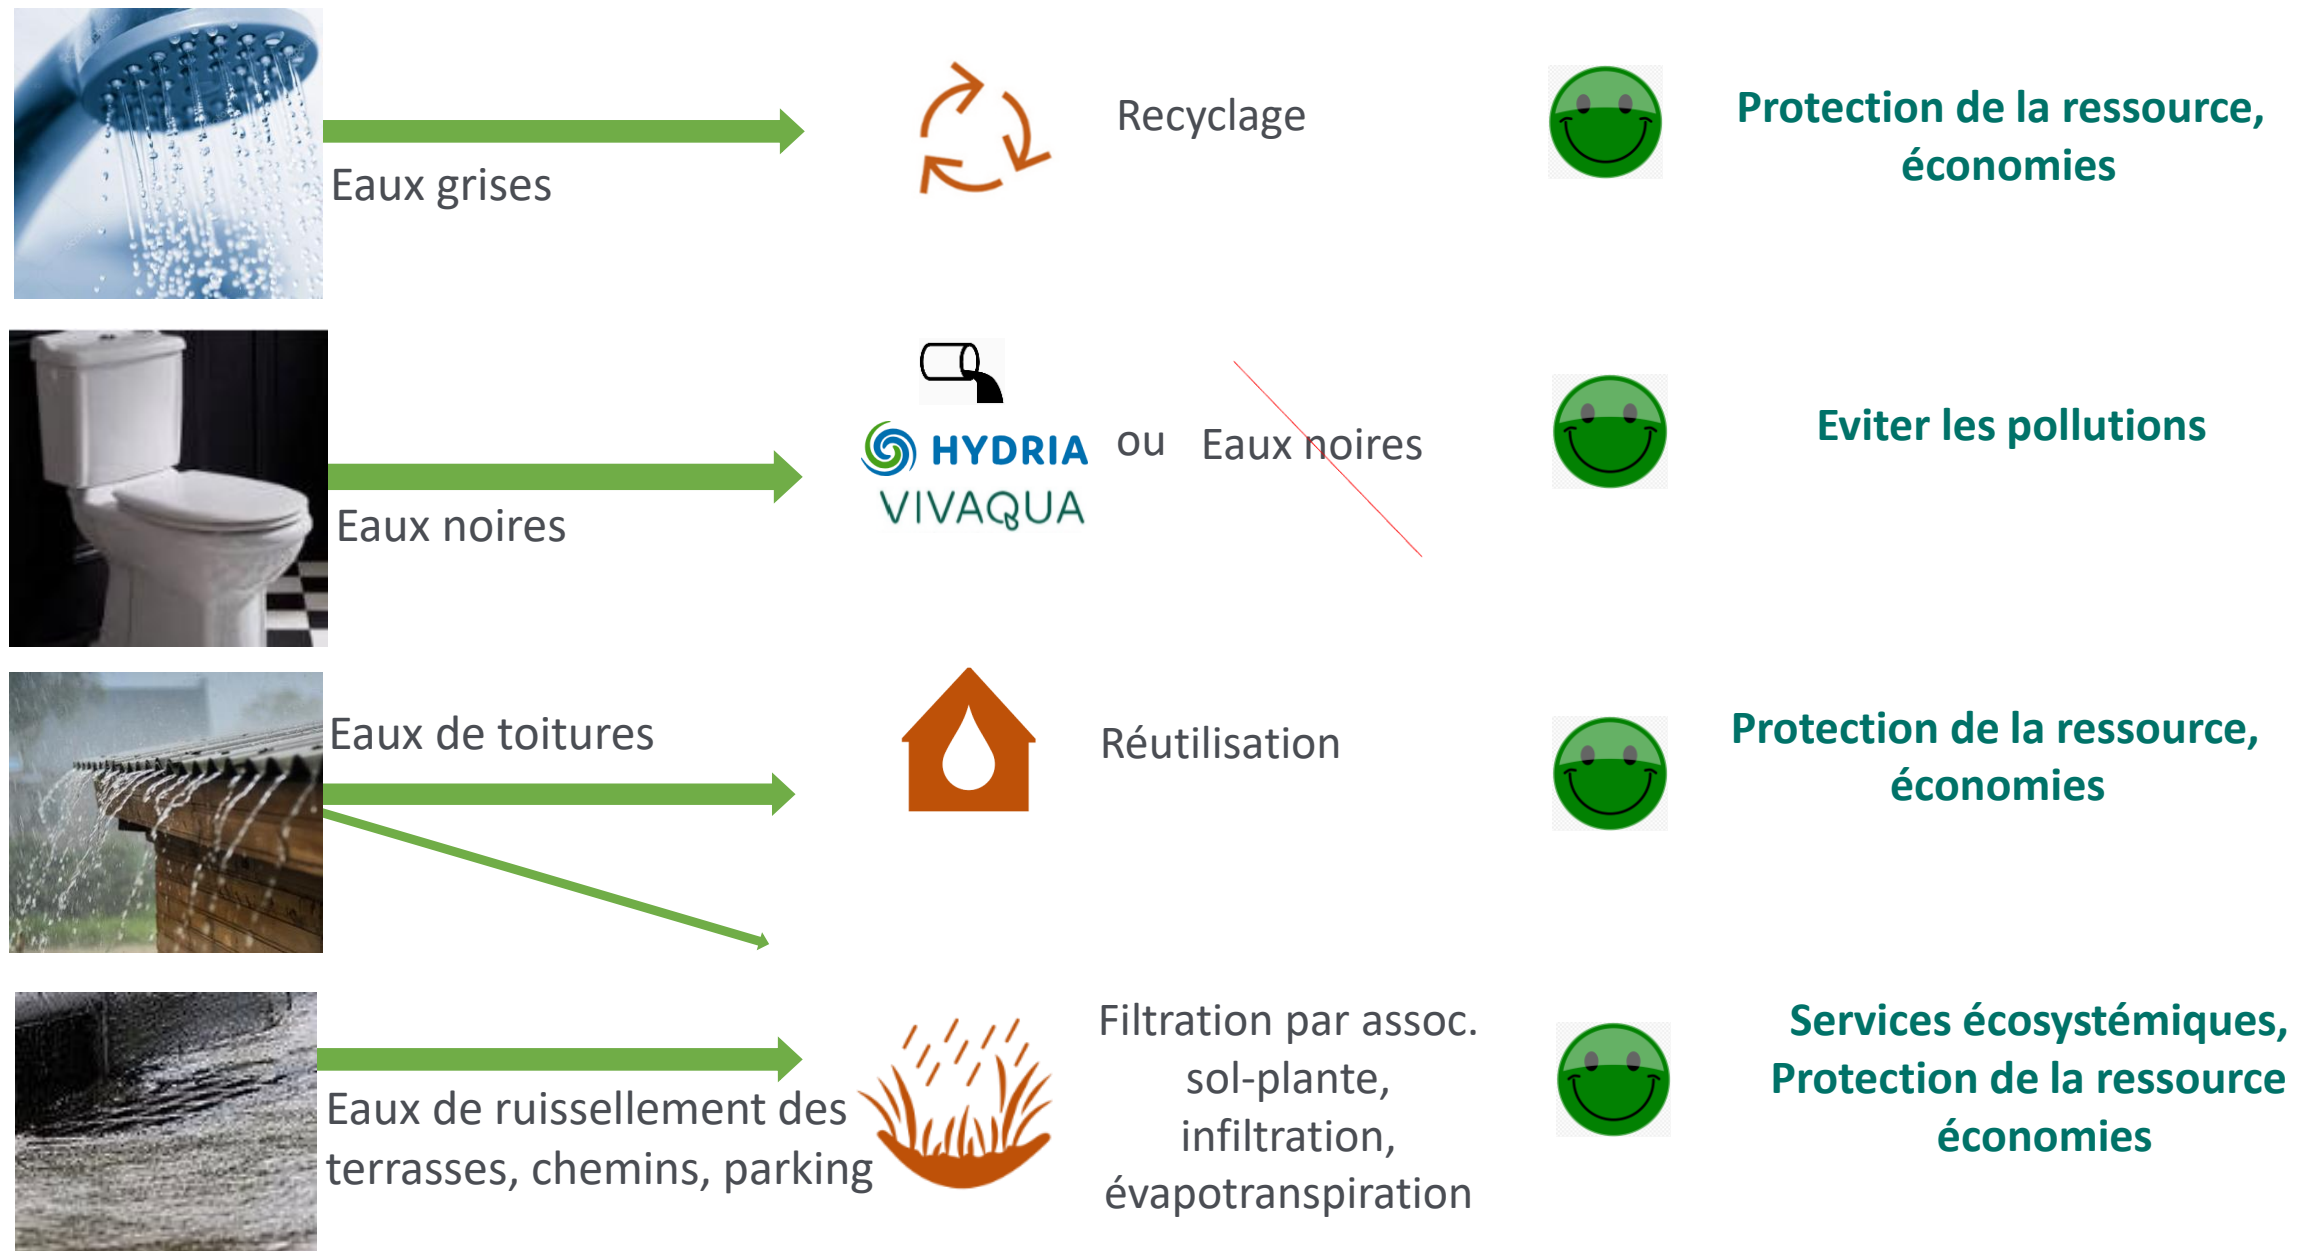 Recyclage
Protection de la ressource,
économies
Eaux grises
HYDRIA
VIVAQUA
ou
Eaux noires
Eviter les pollutions
Eaux noires
Eaux de toitures
Réutilisation
Protection de la ressource,
économies
Eaux de ruissellement des
terrasses, chemins, parking
Filtration par assoc.
sol-plante,
infiltration,
évapotranspiration
Services écosystémiques,
Protection de la ressource
économies